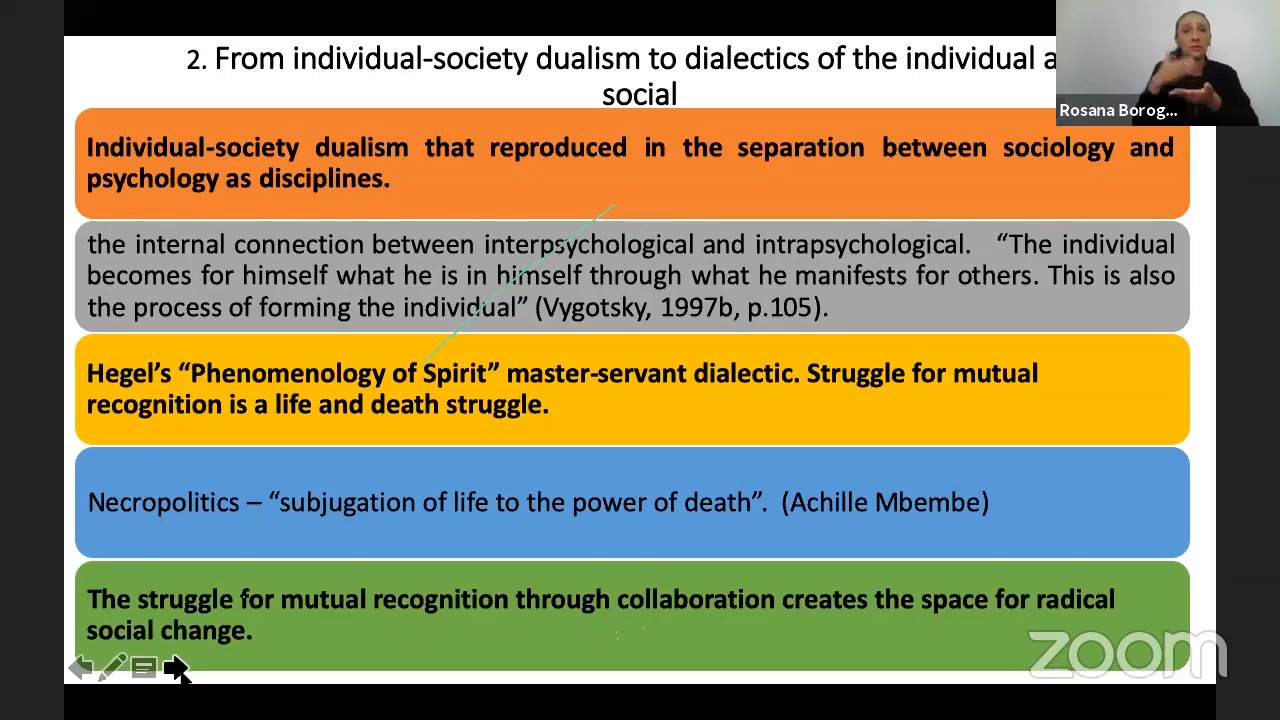 2. From individual-society dualism to dialectics of the individual a
social
Rosana Borog...
Individual-society dualism that reproduced in the separation between sociology and
psychology as disciplines.
the internal connection between interpsychological and intrapsychological. “The individual
becomes for himself what he is in himself through what he manifests for others. This is also
the process of forming the individual” (Vygotsky, 1997b, p.105).
Hegel’s “Phenomenology of Spirit” master-servant dialectic. Struggle for mutual
recognition is a life and death struggle.
Necropolitics – “subjugation of life to the power of death”. (Achille Mbembe)
The struggle for mutual recognition through collaboration creates the space for radical
social change.
zoom